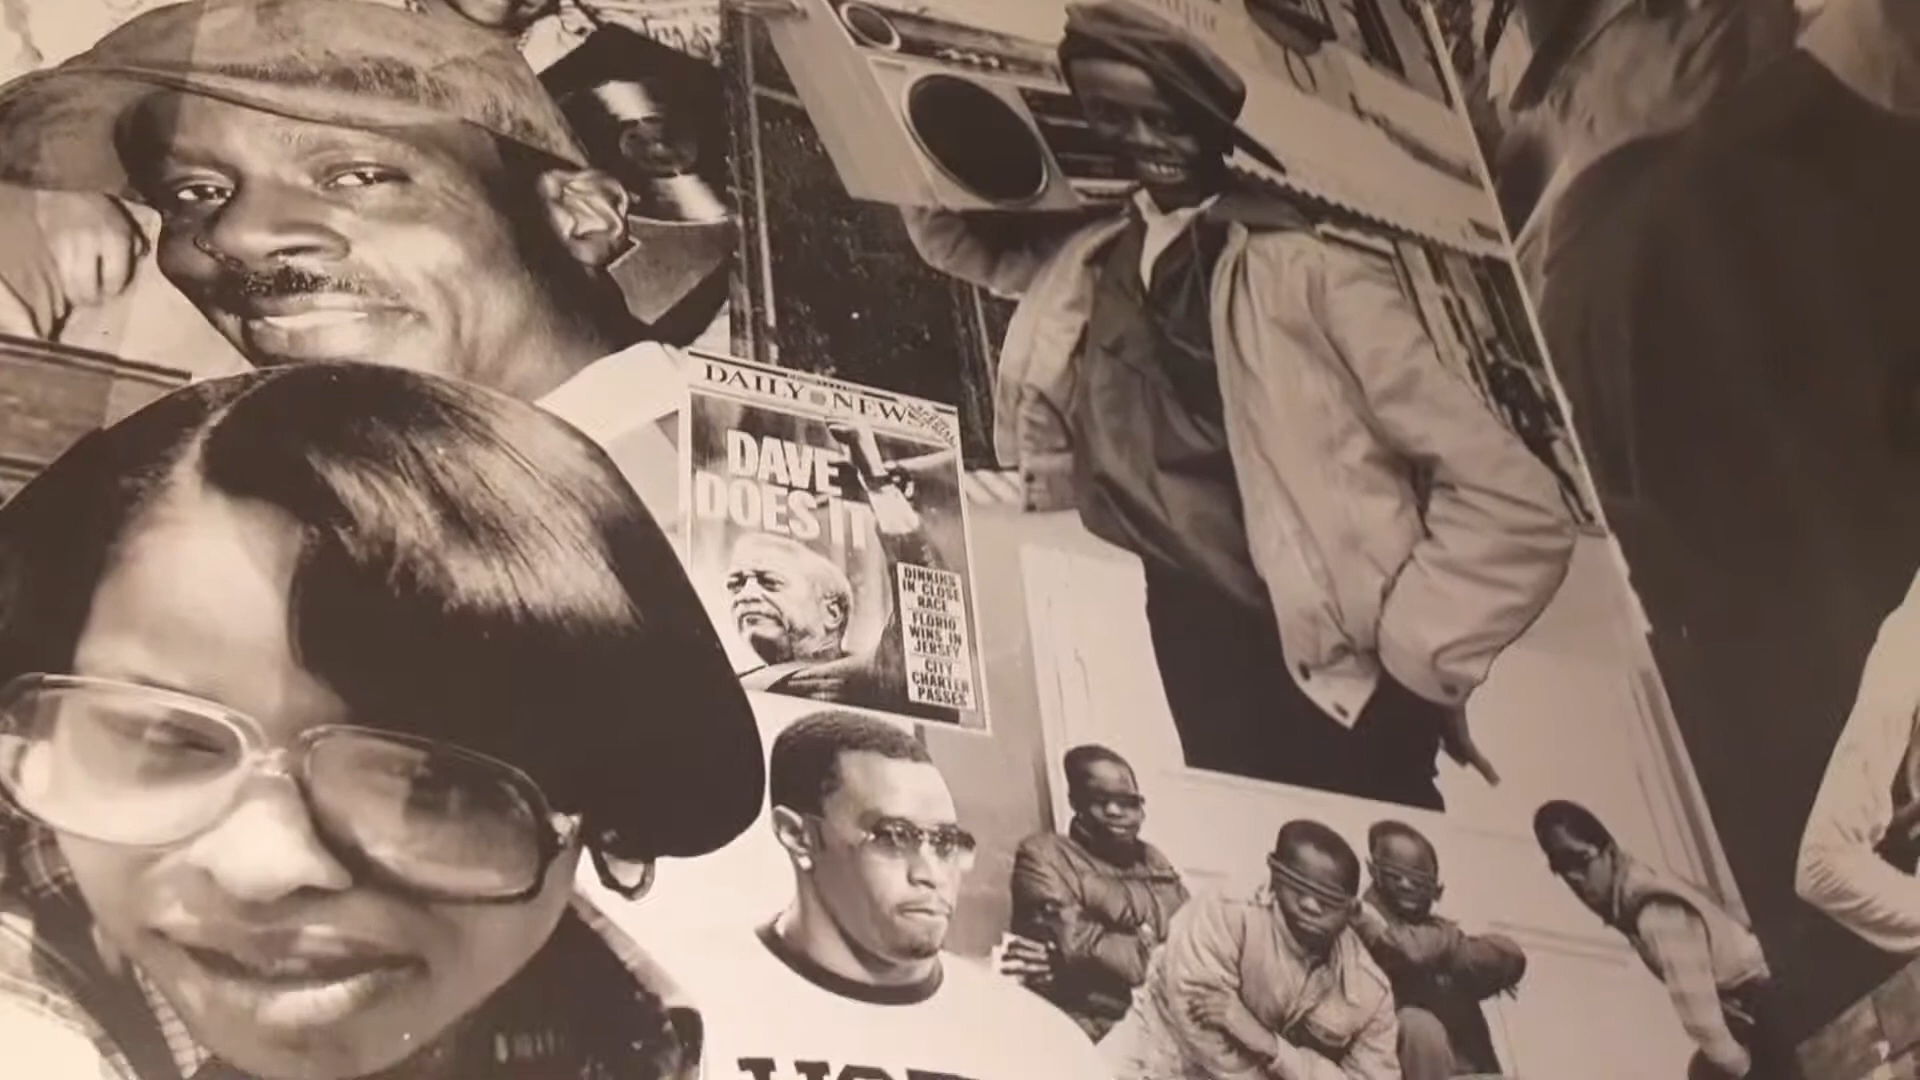 DAILY NEWS
DAVE
DOES IT
DINKINS
IN CLOSE
RACE
FLORIO
WINS IN
JERSEY
CITY
CHARTER
PASSES